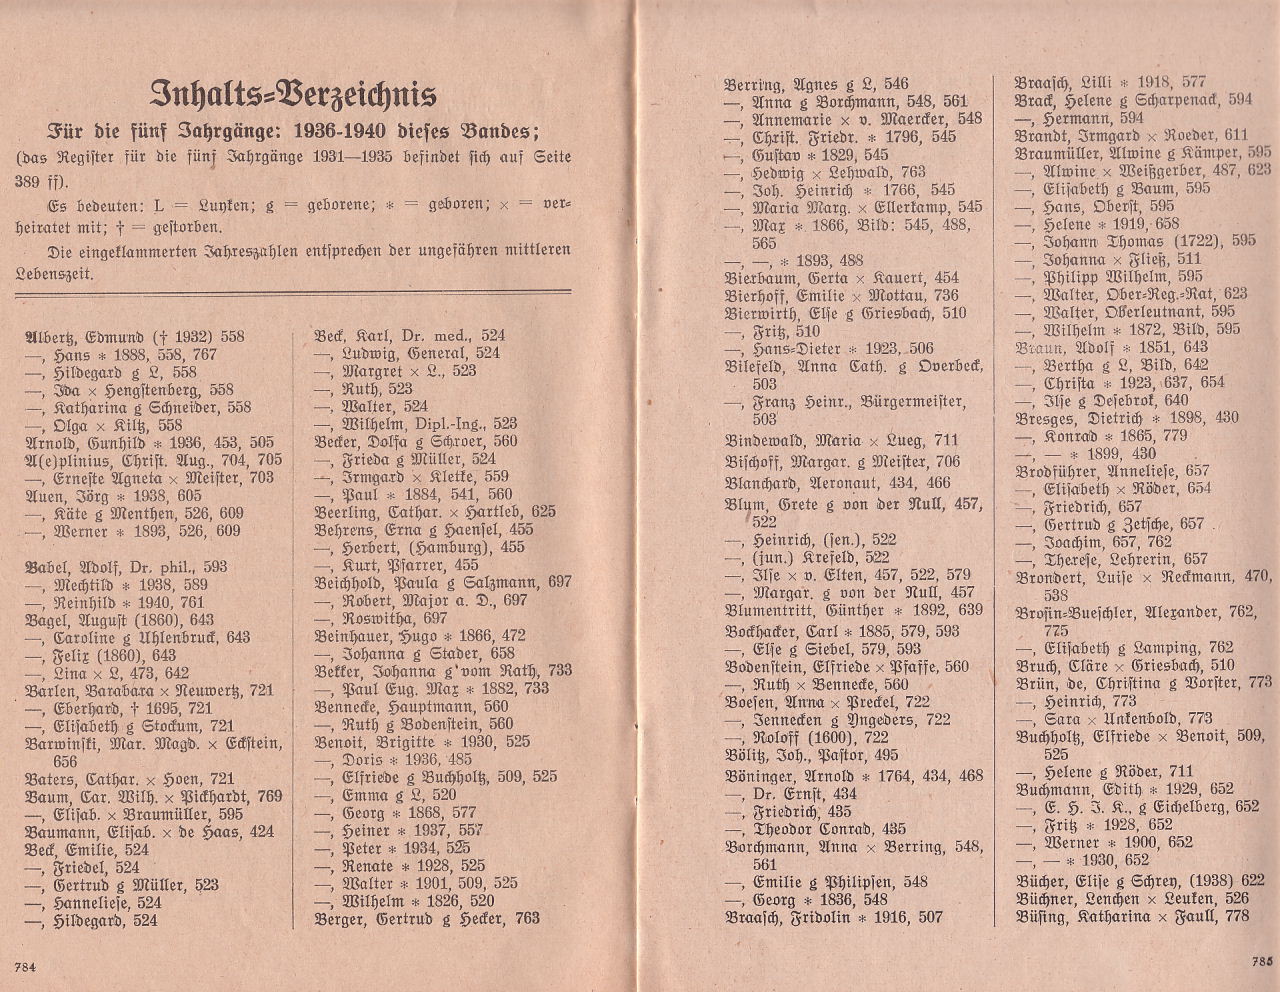 Inhalts=Verzeichnis
Für die fünf Jahrgänge: 1936-1940 dieses Bandes;
(das Register für die fünf Jahrgänge 1931—1935 befindet sich auf Seite
389 ff).
Es bedeuten: L = Luyken; g = geborene; * = geboren; × = ver=
heiratet mit; † = gestorben.
Die eingeklammerten Jahreszahlen entsprechen der ungefähren mittleren
Lebenszeit.
Albertz, Edmund († 1932) 558
—, Hans * 1888, 558, 767
—, Hildegard g L, 558
—, Ida × Hengstenberg, 558
—, Katharina g Schneider, 558
—, Olga × Kiltz, 558
Arnold, Gunhild * 1936, 453, 505
A(e)plinius, Christ. Aug., 704, 705
—, Erneste Agneta × Meister, 703
Auen, Jörg * 1938, 605
—, Käte g Menthen, 526, 609
—, Werner * 1893, 526, 609
Babel, Adolf, Dr. phil., 593
—, Mechtild * 1938, 589
—, Reinhild * 1940, 761
Bagel, August (1860), 643
—, Caroline g Uhlenbruck, 643
—, Felix (1860), 643
—, Lina × L, 473, 642
Barlen, Barabara × Neuwertz, 721
—, Eberhard, † 1695, 721
—, Elisabeth g Stockum, 721
Barwinski, Mar. Magd. × Eckstein,
656
Baters, Cathar. × Hoen, 721
Baum, Car. Wilh. × Pickhardt, 769
—, Elisab. × Braumüller, 595
Baumann, Elisab. × de Haas, 424
Beck, Emilie, 524
—, Friedel, 524
—, Gertrud g Müller, 523
—, Hanneliese, 524
—, Hildegard, 524
784
Beck, Karl, Dr. med., 524
—, Ludwig, General, 524
—, Margret × L., 523
—, Ruth, 523
—, Walter, 524
—, Wilhelm, Dipl.-Ing., 523
Becker, Dolfa g Schroer, 560
—, Frieda g Müller, 524
—, Irmgard × Kletke, 559
—, Paul * 1884, 541, 560
Beerling, Cathar. × Hartleb, 625
Behrens, Erna g Haensel, 455
—, Herbert, (Hamburg), 455
—, Kurt, Pfarrer, 455
Beichhold, Paula g Salzmann, 697
—, Robert, Major a. D., 697
—, Roswitha, 697
Beinhauer, Hugo * 1866, 472
—, Johanna g Stader, 658
Bekker, Johanna g vom Rath, 733
—, Paul Eug. Max * 1882, 733
Bennecke, Hauptmann, 560
—, Ruth g Bodenstein, 560
Benoit, Brigitte * 1930, 525
—, Doris * 1936, 485
—, Elfriede g Buchholtz, 509, 525
—, Emma g L, 520
—, Georg * 1868, 577
—, Heiner * 1937, 557
—, Peter * 1934, 525
—, Renate * 1928, 525
—, Walter * 1901, 509, 525
—, Wilhelm * 1826, 520
Berger, Gertrud g Hecker, 763
Berring, Agnes g L, 546
—, Anna g Borchmann, 548, 561
—, Annemarie × v. Maercker, 548
—, Christ. Friedr. * 1796, 545
—, Gustav * 1829, 545
—, Hedwig × Lehwald, 763
—, Joh. Heinrich * 1766, 545
—, Maria Marg. × Ellerkamp, 545
—, Max * 1866, Bild: 545, 488,
565
—, —, * 1893, 488
Bierbaum, Gerta × Kauert, 454
Bierhoff, Emilie × Mottau, 736
Bierwirth, Else g Griesbach, 510
—, Fritz, 510
—, Hans=Dieter * 1923, 506
Bilefeld, Anna Cath. g Overbeck,
503
—, Franz Heinr., Bürgermeister,
503
Bindewald, Maria × Lueg, 711
Bischoff, Margar. g Meister, 706
Blanchard, Aeronaut, 434, 466
Blum, Grete g von der Null, 457,
522
—, Heinrich, (sen.), 522
—, (jun.) Krefeld, 522
—, Ilse × v. Elten, 457, 522, 579
—, Margar. g von der Null, 457
Blumentritt, Günther * 1892, 639
Bockhacker, Carl * 1885, 579, 593
—, Else g Siebel, 579, 593
Bodenstein, Elfriede × Pfaffe, 560
—, Ruth × Bennecke, 560
Boesen, Anna × Preckel, 722
—, Jennecken g Yngeders, 722
—, Roloff (1600), 722
Bölitz, Joh., Pastor, 495
Böninger, Arnold * 1764, 434, 468
—, Dr. Ernst, 434
—, Friedrich, 435
—, Theodor Conrad, 435
Borchmann, Anna × Berring, 548,
561
—, Emilie g Philipsen, 548
—, Georg * 1836, 548
Braasch, Fridolin * 1916, 507
Braasch, Lilli * 1918, 577
Brack, Helene g Scharpenack, 594
—, Hermann, 594
Brandt, Irmgard × Roeder, 611
Braumüller, Alwine g Kämper, 595
—, Alwine × Weißgerber, 487, 623
—, Elisabeth g Baum, 595
—, Hans, Oberst, 595
—, Helene * 1919, 658
—, Johann Thomas (1722), 595
—, Johanna × Fließ, 511
—, Philipp Wilhelm, 595
—, Walter, Ober=Reg.=Rat, 623
—, Walter, Oberleutnant, 595
—, Wilhelm * 1872, Bild, 595
Braun, Adolf * 1851, 643
—, Bertha g L, Bild, 642
—, Christa * 1923, 637, 654
—, Ilse g Desebrok, 640
Bresges, Dietrich * 1898, 430
—, Konrad * 1865, 779
—, — * 1899, 430
Brodführer, Anneliese, 657
—, Elisabeth × Röder, 654
—, Friedrich, 657
—, Gertrud g Zetsche, 657
—, Joachim, 657, 762
—, Therese, Lehrerin, 657
Brondert, Luise × Reckmann, 470,
538
Brosin=Bueschler, Alexander, 762,
775
—, Elisabeth g Lamping, 762
Bruch, Cläre × Griesbach, 510
Brün, de, Christina g Vorster, 773
—, Heinrich, 773
—, Sara × Unkenbold, 773
Buchholtz, Elfriede × Benoit, 509,
525
—, Helene g Röder, 711
Buchmann, Edith * 1929, 652
—, E. H. J. K., g Eichelberg, 652
—, Fritz * 1928, 652
—, Werner * 1900, 652
—, — * 1930, 652
Bücher, Elise g Schrey, (1938) 622
Büchner, Lenchen × Leuken, 526
Büsing, Katharina × Faull, 778
785